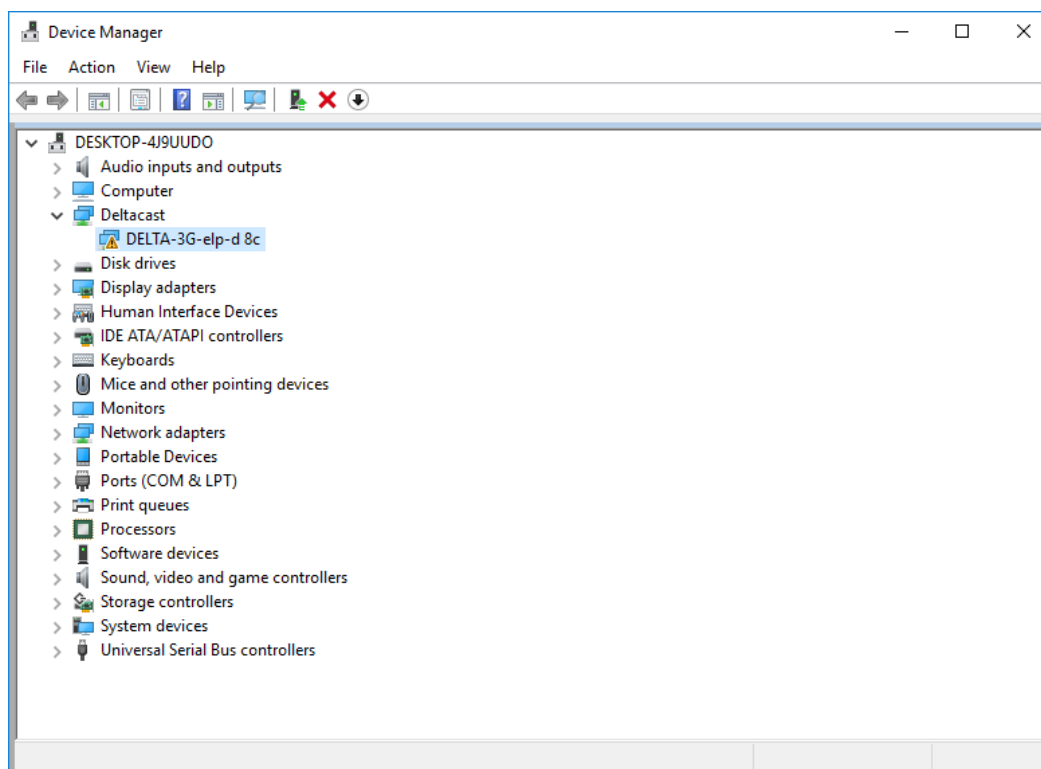 Device Manager
File Action View Help
DESKTOP-4J9UUDO
Audio inputs and outputs
Computer
Deltacast
DELTA-3G-elp-d 8c
Disk drives
Display adapters
Human Interface Devices
IDE ATA/ATAPI controllers
Keyboards
Mice and other pointing devices
Monitors
Network adapters
Portable Devices
Ports (COM & LPT)
Print queues
Processors
Software devices
Sound, video and game controllers
Storage controllers
System devices
Universal Serial Bus controllers